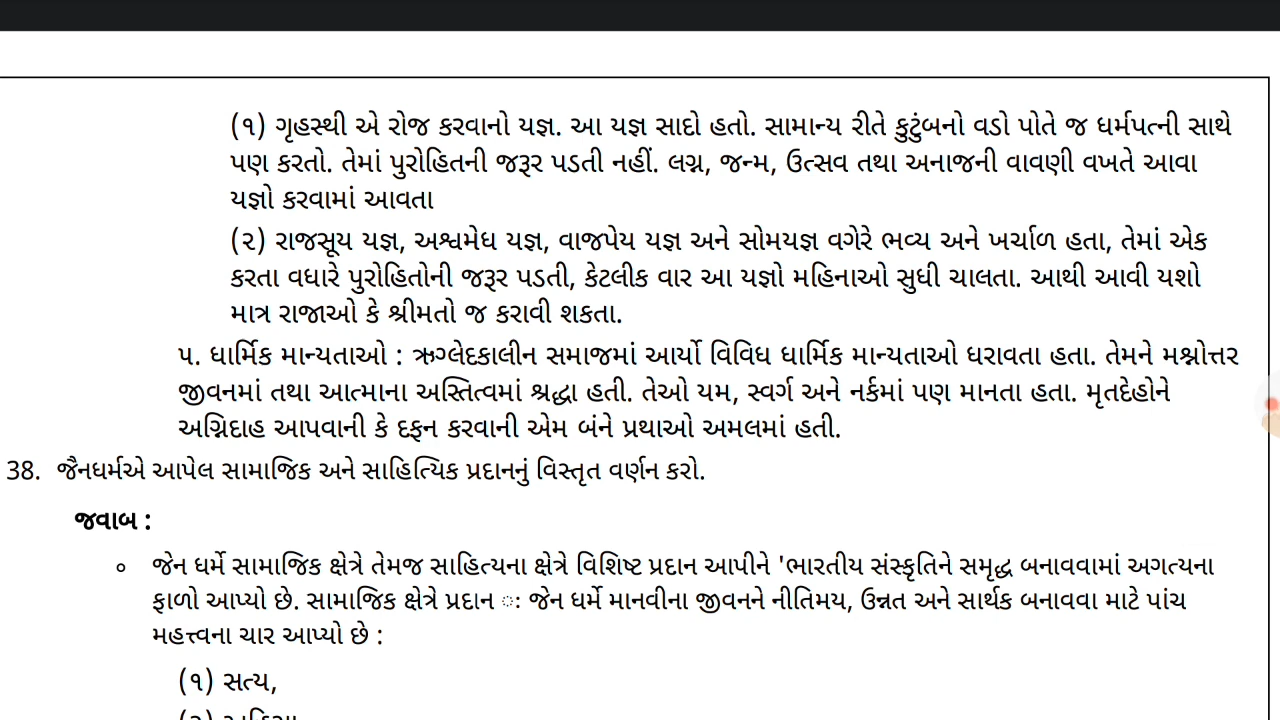 (૧) ગૃહસ્થી એ રોજ કરવાનો યજ્ઞ. આ યજ્ઞ સાદો હતો. સામાન્ય રીતે કુટુંબનો વડો પોતે જ ધર્મપત્ની સાથે
પણ કરતો. તેમાં પુરોહિતની જરૂર પડતી નહીં. લગ્ન, જન્મ, ઉત્સવ તથા અનાજની વાવણી વખતે આવા
યજ્ઞો કરવામાં આવતા
(૨) રાજસૂય યજ્ઞ, અશ્વમેધ યજ્ઞ, વાજપેય યજ્ઞ અને સોમયજ્ઞ વગેરે ભવ્ય અને ખર્ચાળ હતા, તેમાં એક
કરતા વધારે પુરોહિતોની જરૂર પડતી, કેટલીક વાર આ યજ્ઞો મહિનાઓ સુધી ચાલતા. આથી આવી યશો
માત્ર રાજાઓ કે શ્રીમતો જ કરાવી શકતા.
૫. ધાર્મિક માન્યતાઓ : ઋગ્લેદકાલીન સમાજમાં આર્યો વિવિધ ધાર્મિક માન્યતાઓ ધરાવતા હતા. તેમને મશ્નોત્તર
જીવનમાં તથા આત્માના અસ્તિત્વમાં શ્રદ્ધા હતી. તેઓ યમ, સ્વર્ગ અને નર્કમાં પણ માનતા હતા. મૃતદેહોને
અગ્નિદાહ આપવાની કે દફન કરવાની એમ બંને પ્રથાઓ અમલમાં હતી.
38. જૈનધર્મએ આપેલ સામાજિક અને સાહિત્યિક પ્રદાનનું વિસ્તૃત વર્ણન કરો.
જવાબ :
જેન ધર્મે સામાજિક ક્ષેત્રે તેમજ સાહિત્યના ક્ષેત્રે વિશિષ્ટ પ્રદાન આપીને 'ભારતીય સંસ્કૃતિને સમૃદ્ધ બનાવવામાં અગત્યના
ફાળો આપ્યો છે. સામાજિક ક્ષેત્રે પ્રદાન ઃ જેન ધર્મે માનવીના જીવનને નીતિમય, ઉન્નત અને સાર્થક બનાવવા માટે પાંચ
મહત્ત્વના ચાર આપ્યો છે :
(૧) સત્ય,